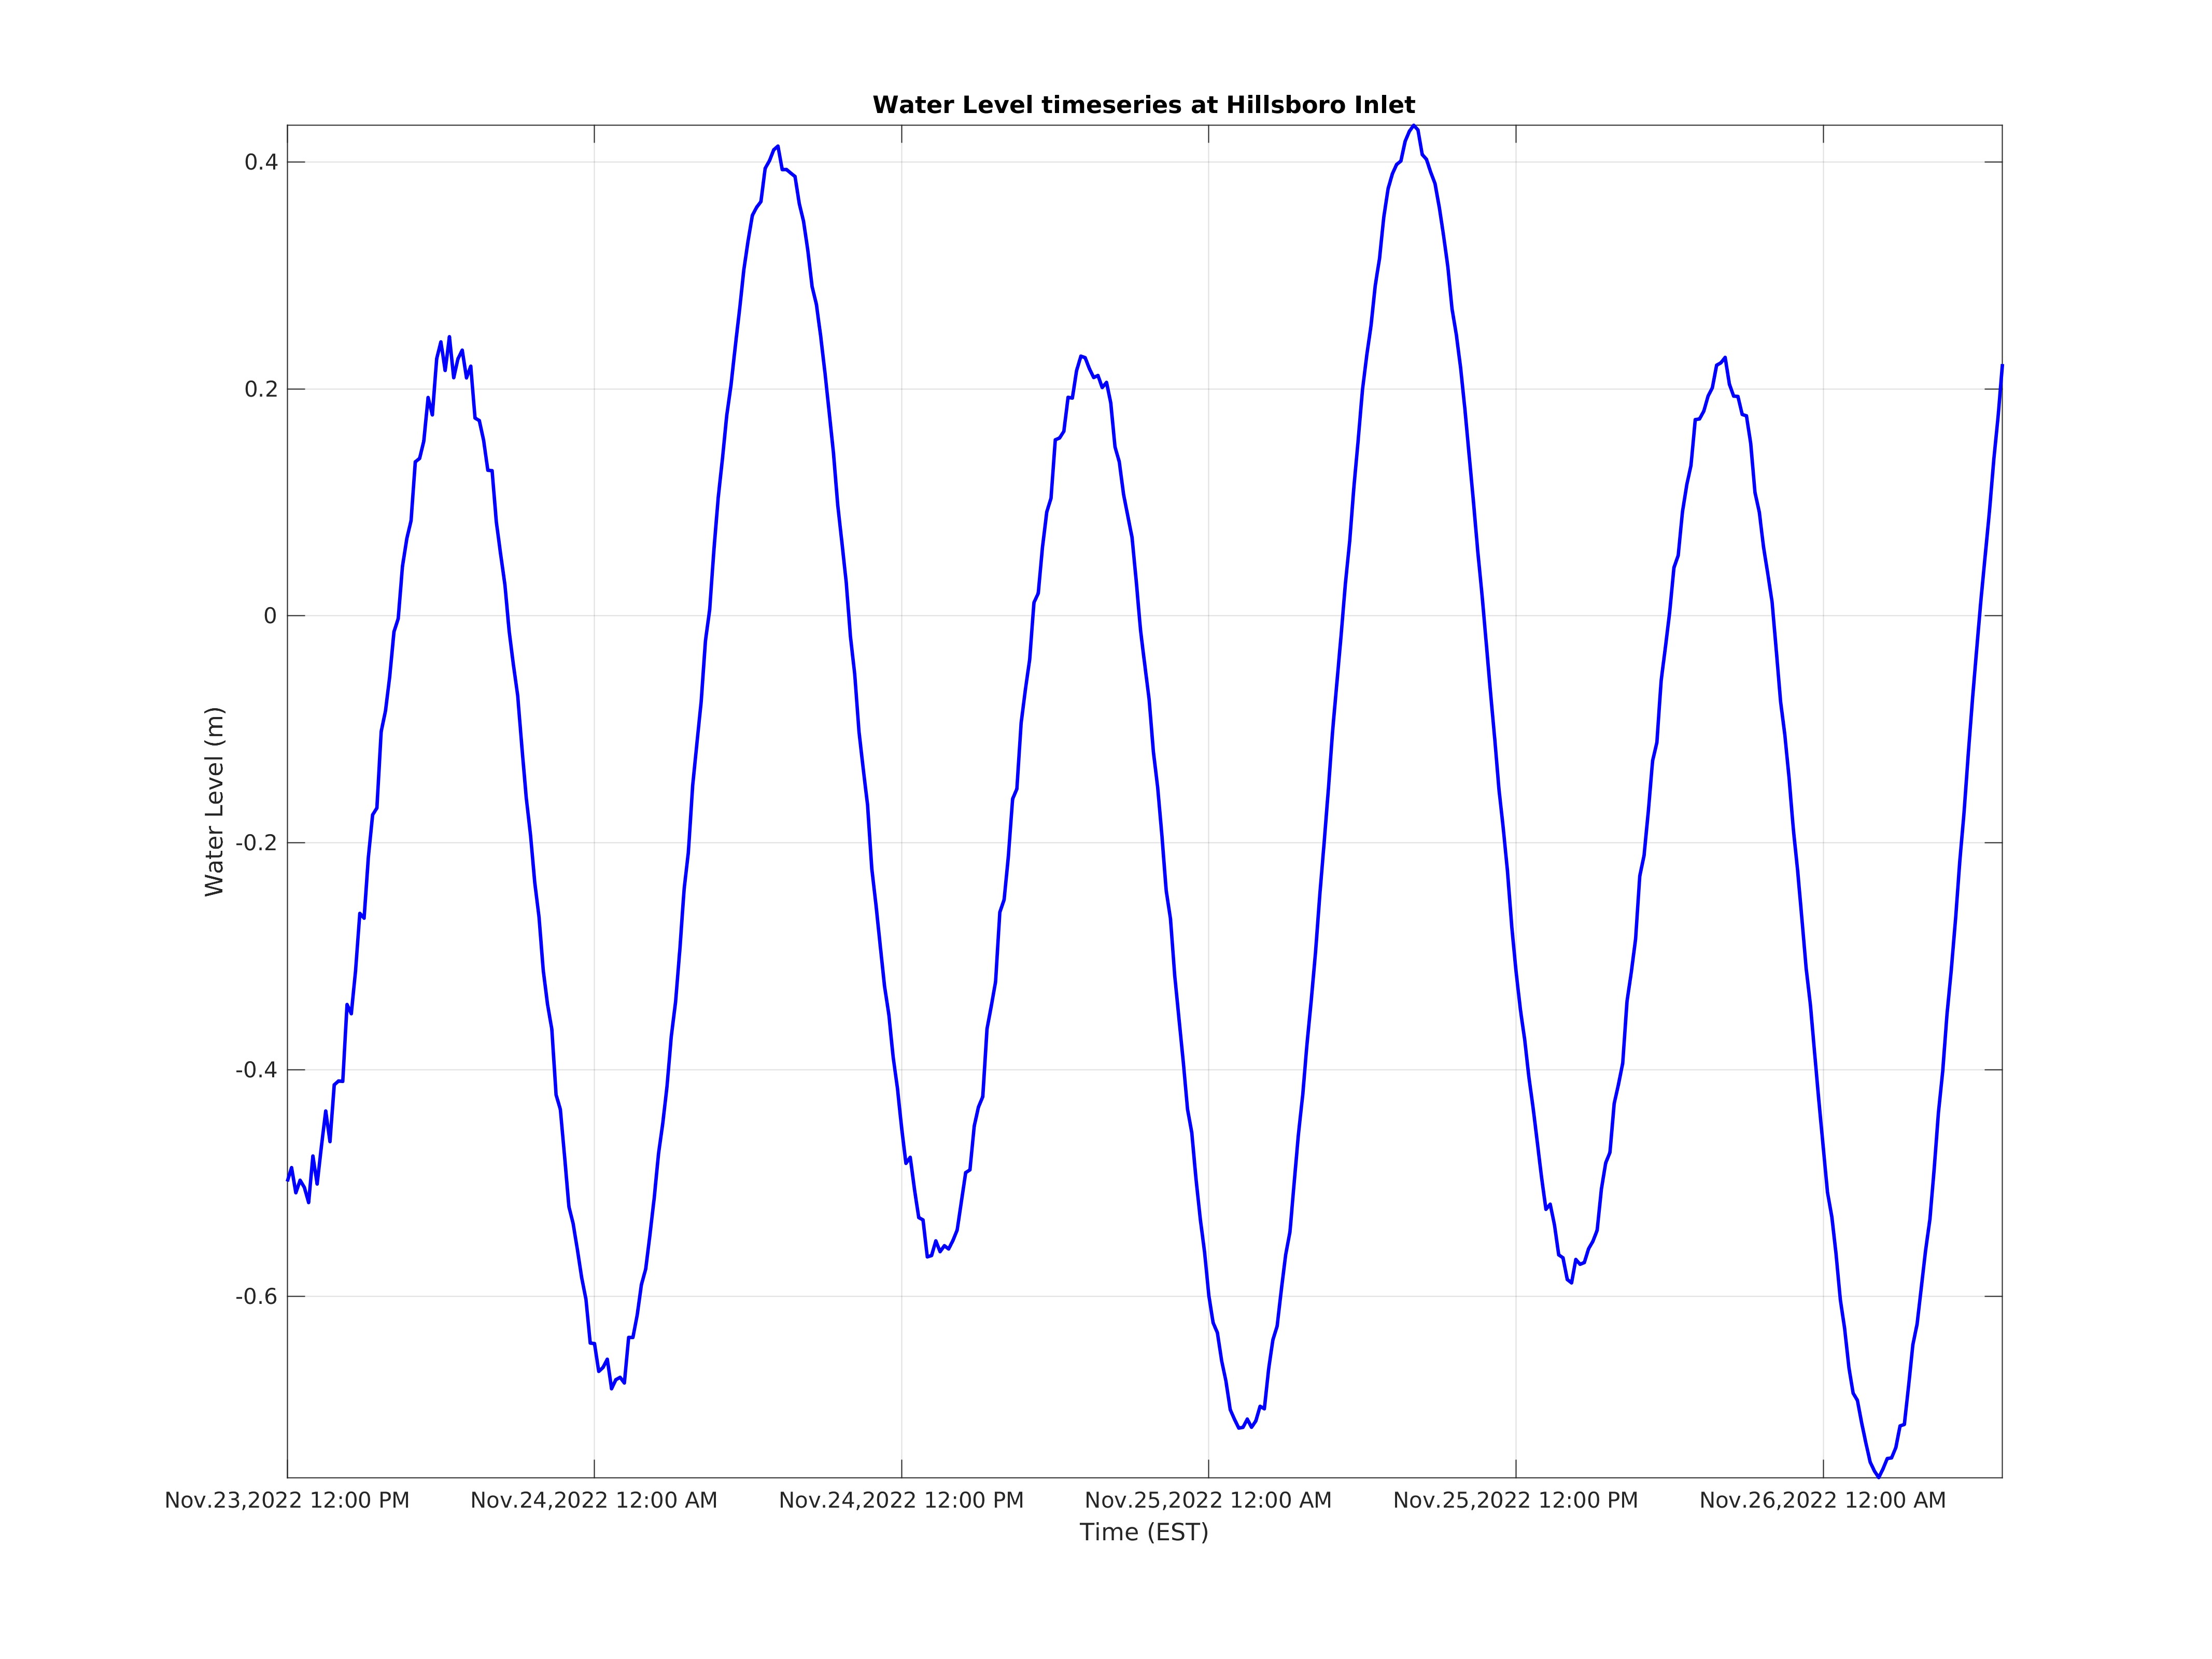 Water Level timeseries at Hillsboro Inlet
0.4
0.2
0
-0.2
-0.4
-0.6
Water Level (m)
Nov.23,2022 12:00 PM Nov.24,2022 12:00 AM Nov.24,2022 12:00 PM Nov.25,2022 12:00 AM Nov.25,2022 12:00 PM Nov.26,2022 12:00 AM
Time (EST)